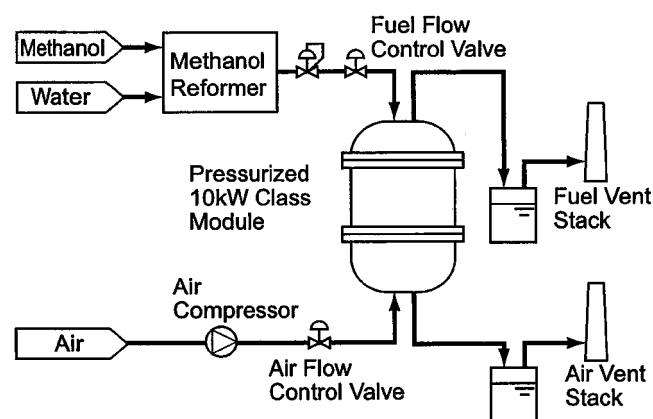 Methanol
Water
Methanol
Reformer
Fuel Flow
Control Valve
Pressurized
10kW Class
Module
Fuel Vent
Stack
Air
Compressor
Air
Air Flow
Control Valve
Air Vent
Stack